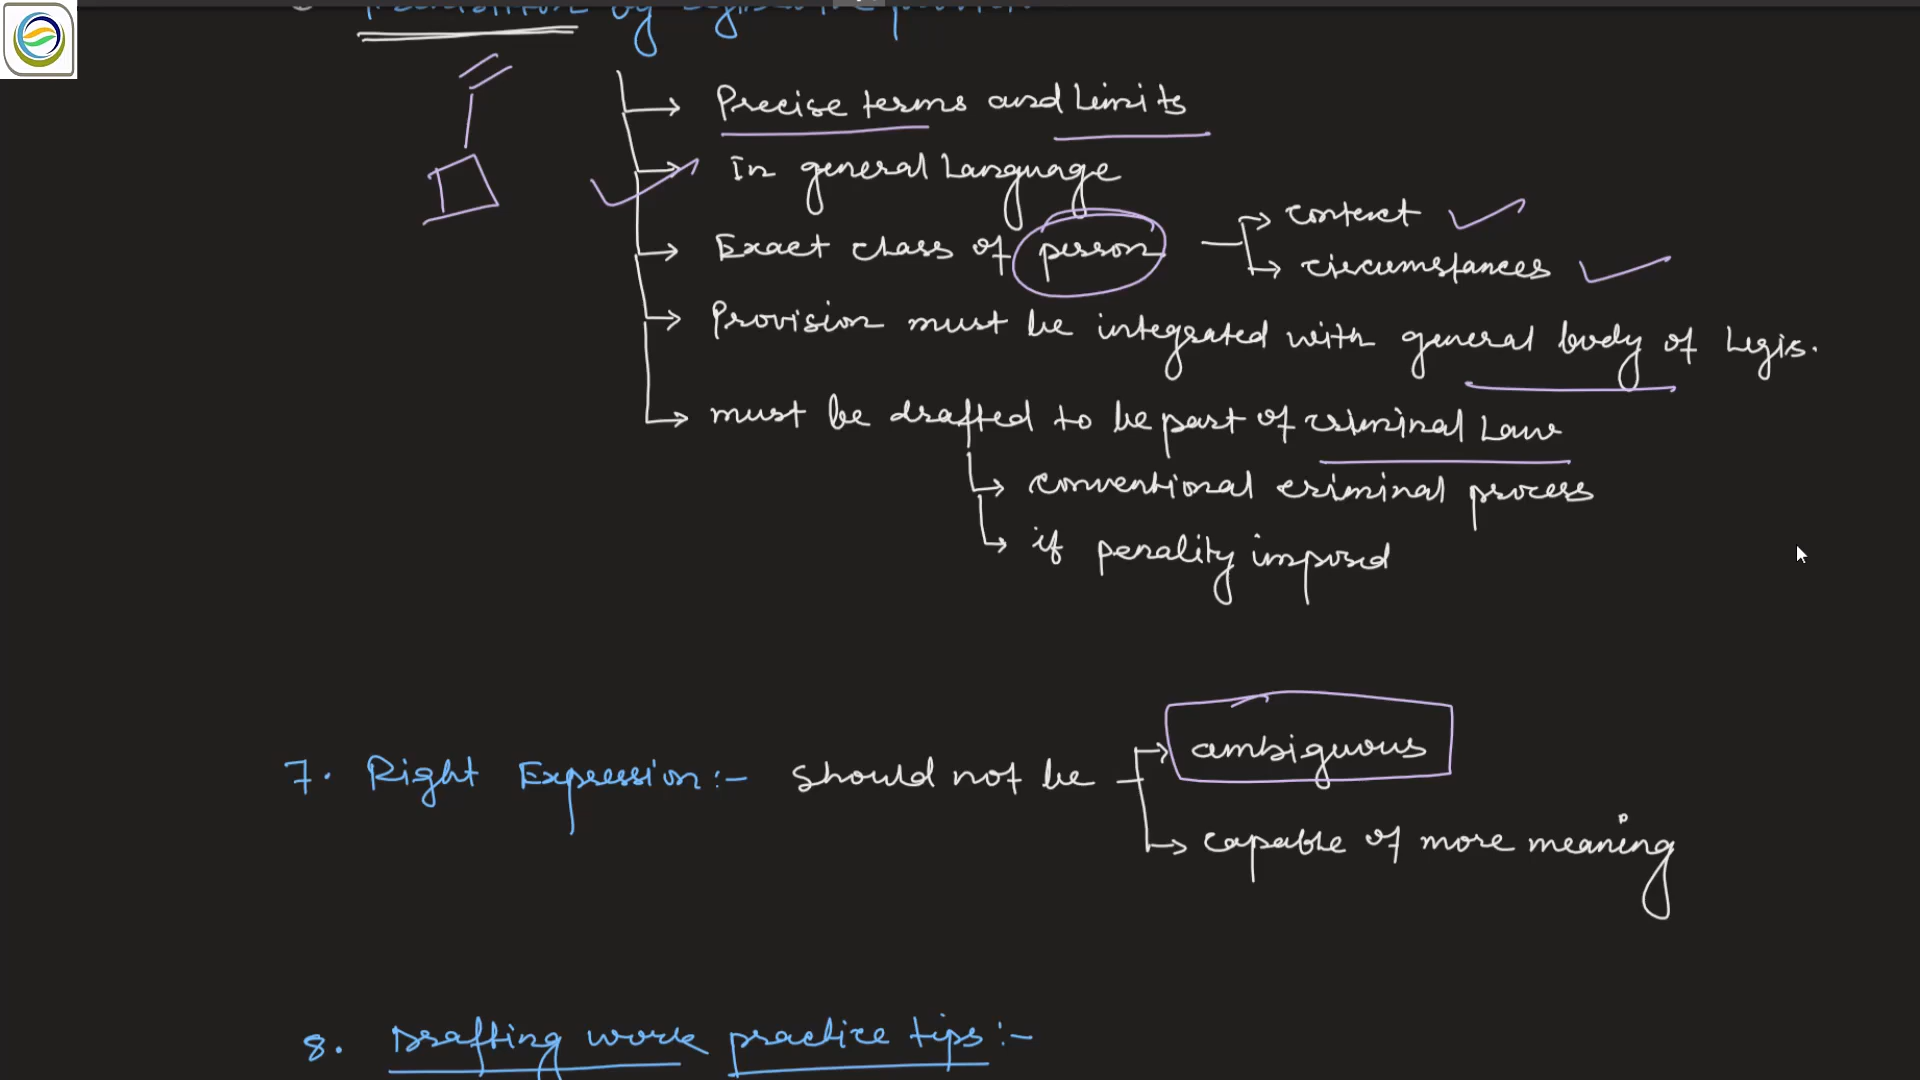 by
Precise terms and Limits
In general Language
Exact class of person
context
circumstances
Provision must be integrated with general body of Legis.
must be drafted to be part of criminal Law
conventional criminal process
if penality imposed
7. Right Expression:- should not be
ambiguous
capable of more meaning
8. Drafting work practice tips:-